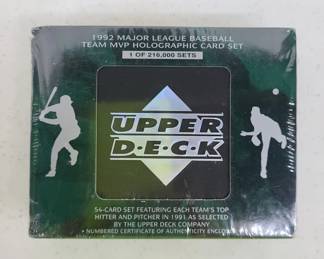 1992 MAJOR LEAGUE BASEBALL
TEAM MVP HOLOGRAPHIC CARD SET
1 OF 216,000 SETS
UPPER
D·E·C·K
54-CARD SET FEATURING EACH TEAM'S TOP
HITTER AND PITCHER IN 1991 AS SELECTED
BY THE UPPER DECK COMPANY
• NUMBERED CERTIFICATE OF AUTHENTICITY ENCLOSED